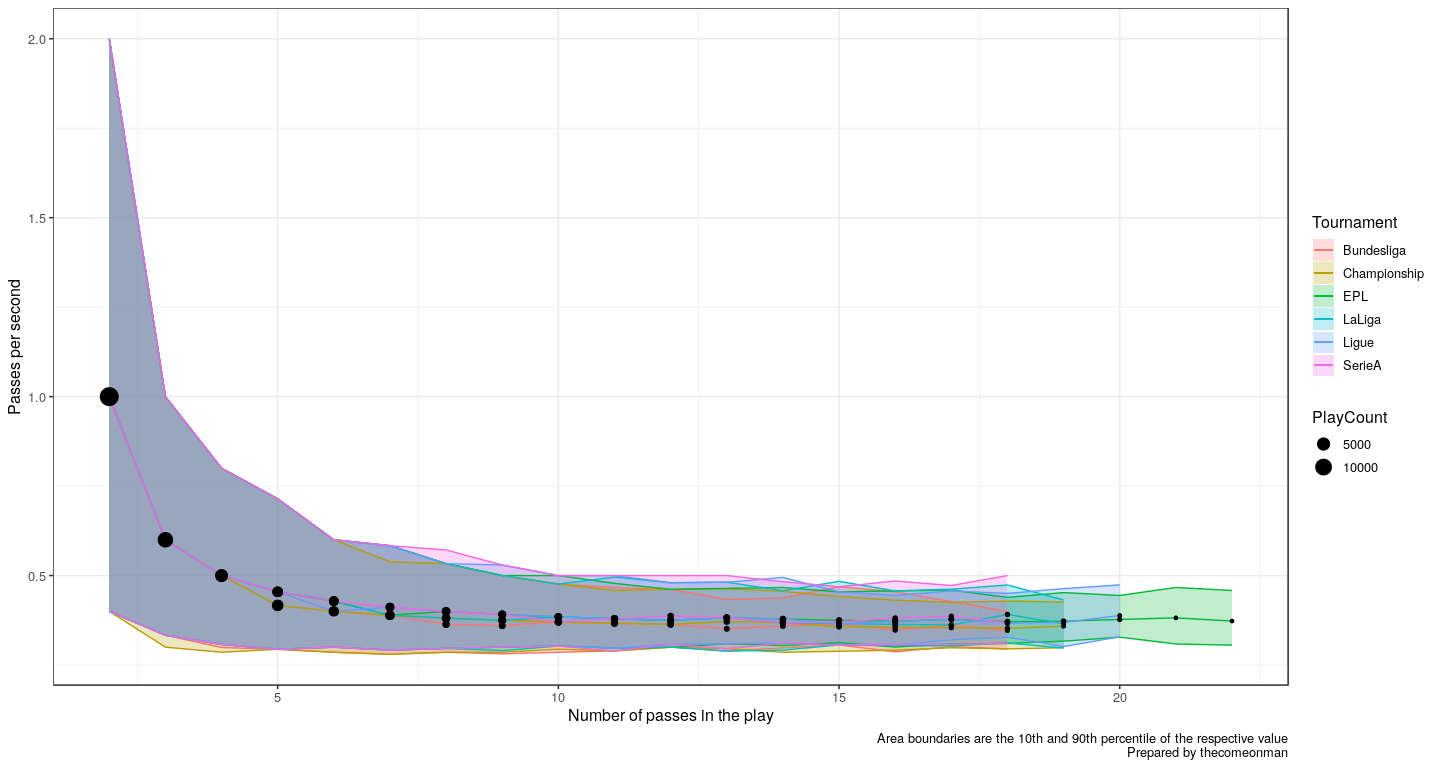 2.0
1.5
1.0
0.5
Passes per second
5
10
15
20
Number of passes in the play
Tournament
Bundesliga
Championship
EPL
LaLiga
Ligue
SerieA
PlayCount
5000
10000
Area boundaries are the 10th and 90th percentile of the respective value
Prepared by thecomeonman